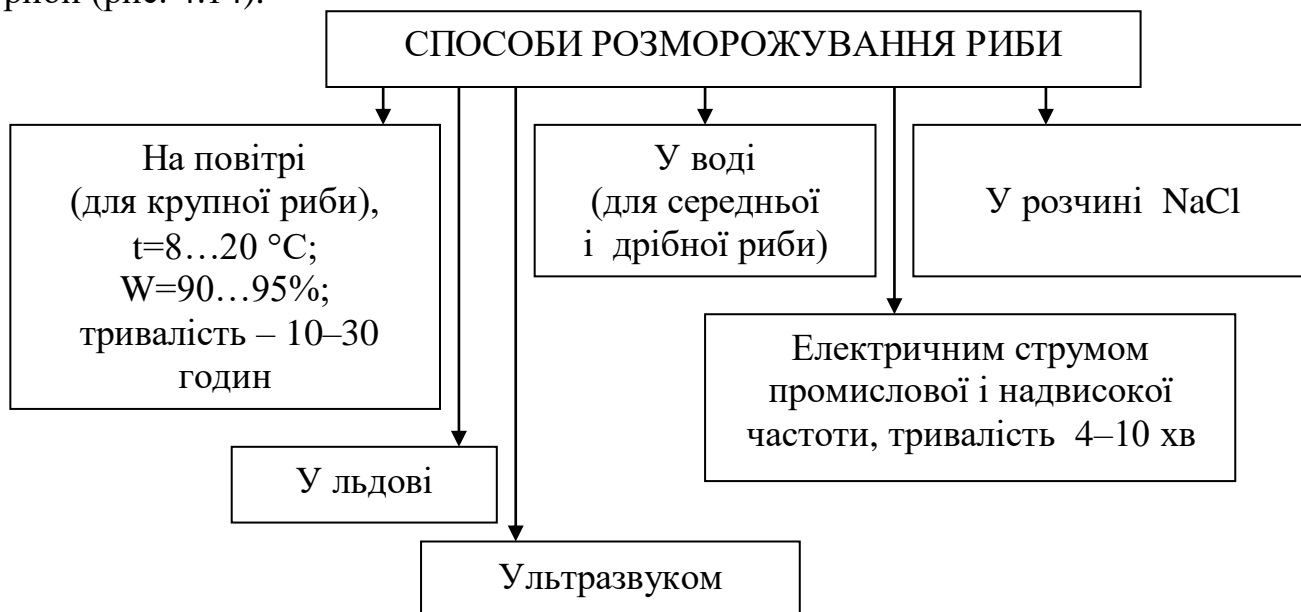 риби (рис. 4.14).
СПОСОБИ РОЗМОРОЖУВАННЯ РИБИ
На повітрі
(для крупної риби),
t=8…20 °C;
W=90…95%;
тривалість – 10–30
годин
У воді
(для середньої
і дрібної риби)
У розчині NaCl
Електричним струмом
промислової і надвисокої
частоти, тривалість 4–10 хв
У льдові
Ультразвуком